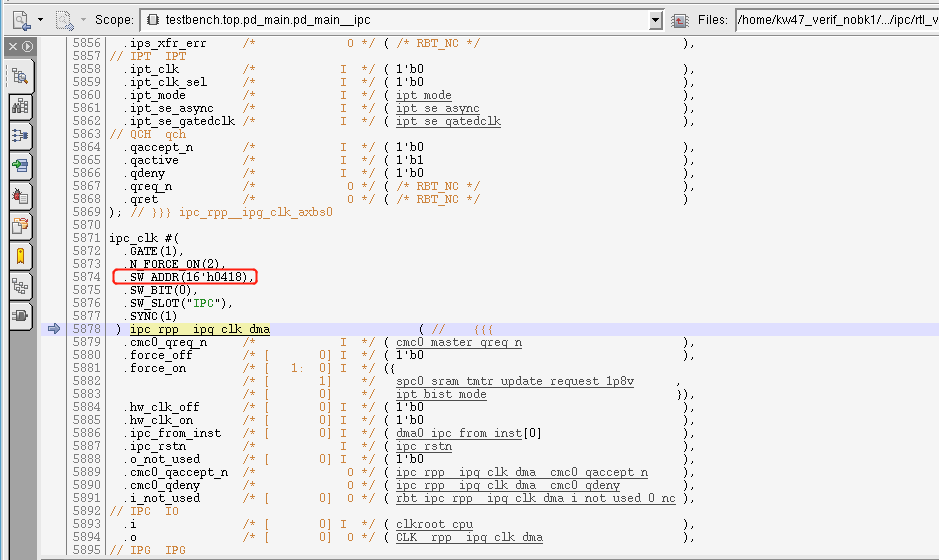 Scope: testbench.top.pd_main.pd_main__ipc Files: /home/kw47_verif_nobk1/.../ipc/rtl_v
5856 .ips_xfr_err /* O */ ( /* RBT_NC */ ),
5857 // IPT IPT
5858 .ipt_clk /* I */ ( 1'b0 ),
5859 .ipt_clk_sel /* I */ ( 1'b0 ),
5860 .ipt_mode /* I */ ( ipt_mode ),
5861 .ipt_se_async /* I */ ( ipt_se_async ),
5862 .ipt_se_gatedclk /* I */ ( ipt_se_gatedclk ),
5863 // QCH qch
5864 .qaccept_n /* I */ ( 1'b0 ),
5865 .qactive /* I */ ( 1'b1 ),
5866 .qdeny /* I */ ( 1'b0 ),
5867 .qreq_n /* O */ ( /* RBT_NC */ ),
5868 .qret /* O */ ( /* RBT_NC */ )
5869 ); // }}} ipc_rpp__ipg_clk_axbs0
5870
5871 ipc_clk #(
5872 .GATE(1),
5873 .N_FORCE_ON(2),
5874 .SW_ADDR(16'h0418),
5875 .SW_BIT(0),
5876 .SW_SLOT("IPC"),
5877 .SYNC(1)
5878 ) ipc_rpp__ipg_clk_dma ( // {{{
5879 .cmc0_qreq_n /* I */ ( cmc0_master_qreq_n ),
5880 .force_off /* [ 0] I */ ( 1'b0 ),
5881 .force_on /* [ 1: 0] I */ ({
5882 /* [ 1] */ spc0_sram_tmtr_update_request_1p8v ,
5883 /* [ 0] */ ipt_bist_mode }),
5884 .hw_clk_off /* [ 0] I */ ( 1'b0 ),
5885 .hw_clk_on /* [ 0] I */ ( 1'b0 ),
5886 .ipc_from_inst /* [ 0] I */ ( dma0_ipc_from_inst[0] ),
5887 .ipc_rstn /* I */ ( ipc_rstn ),
5888 .o_not_used /* [ 0] I */ ( 1'b0 ),
5889 .cmc0_qaccept_n /* O */ ( ipc_rpp__ipg_clk_dma__cmc0_qaccept_n ),
5890 .cmc0_qdeny /* O */ ( ipc_rpp__ipg_clk_dma__cmc0_qdeny ),
5891 .i_not_used /* [ 0] O */ ( rbt_ipc_rpp__ipg_clk_dma_i_not_used_0_nc ),
5892 // IPC IO
5893 .i /* [ 0] I */ ( clkroot_cpu ),
5894 .o /* [ 0] O */ ( CLK__rpp__ipg_clk_dma ),
5895 // IPG IPG